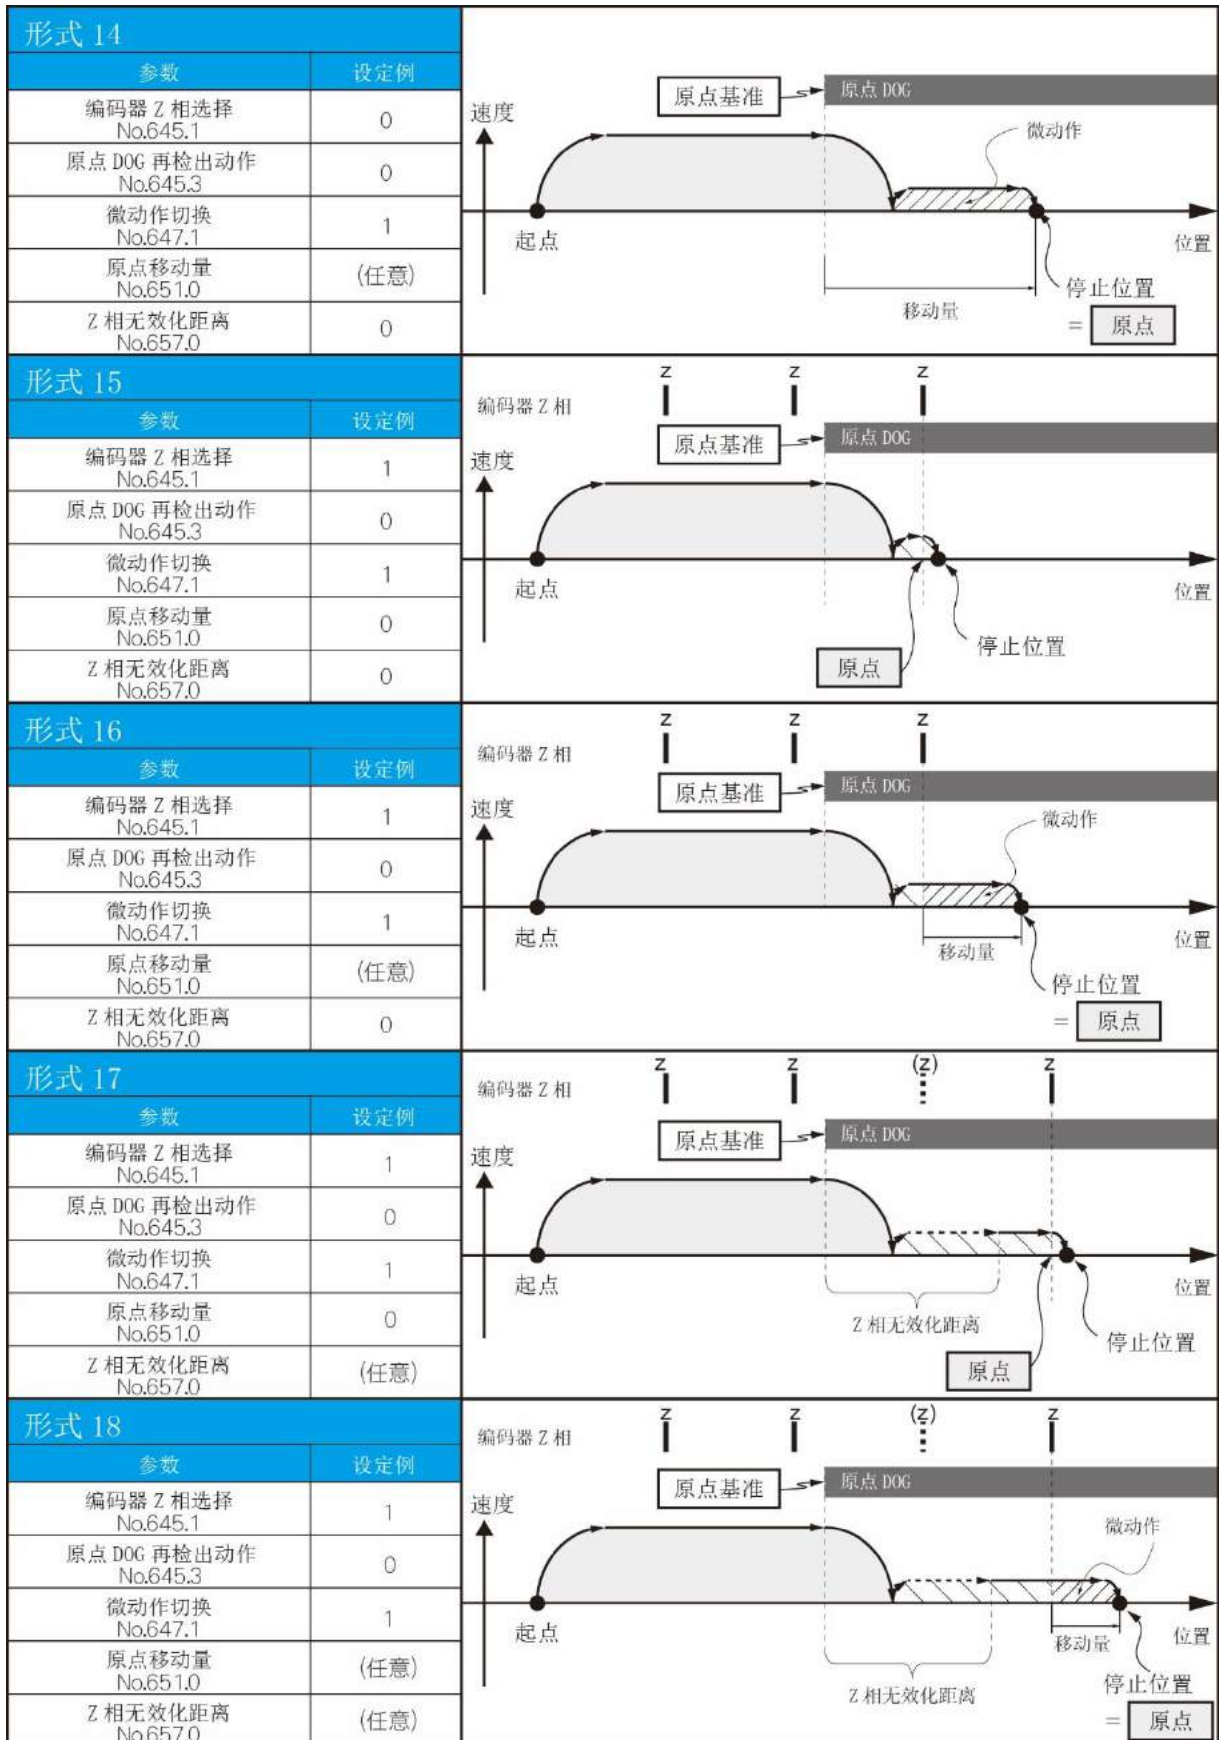 形式 14
参数 设定例
编码器 Z 相选择
No.645.1
0
原点 DOG 再检出动作
No.645.3
0
微动作切换
No.647.1
1
原点移动量
No.651.0
(任意)
Z 相无效化距离
No.657.0
0
原点基准
原点 DOG
速度
微动作
起点
位置
移动量
停止位置
= 原点
形式 15
参数 设定例
编码器 Z 相选择
No.645.1
1
原点 DOG 再检出动作
No.645.3
0
微动作切换
No.647.1
1
原点移动量
No.651.0
0
Z 相无效化距离
No.657.0
0
Z Z Z
编码器 Z 相
原点基准
原点 DOG
速度
起点
位置
停止位置
原点
形式 16
参数 设定例
编码器 Z 相选择
No.645.1
1
原点 DOG 再检出动作
No.645.3
0
微动作切换
No.647.1
1
原点移动量
No.651.0
(任意)
Z 相无效化距离
No.657.0
0
Z Z Z
编码器 Z 相
原点基准
原点 DOG
速度
微动作
起点
位置
移动量
停止位置
= 原点
形式 17
参数 设定例
编码器 Z 相选择
No.645.1
1
原点 DOG 再检出动作
No.645.3
0
微动作切换
No.647.1
1
原点移动量
No.651.0
0
Z 相无效化距离
No.657.0
(任意)
Z Z (Z) Z
编码器 Z 相
原点基准
原点 DOG
速度
起点
位置
Z 相无效化距离
停止位置
原点
形式 18
参数 设定例
编码器 Z 相选择
No.645.1
1
原点 DOG 再检出动作
No.645.3
0
微动作切换
No.647.1
1
原点移动量
No.651.0
(任意)
Z 相无效化距离
No.657.0
(任意)
Z Z (Z) Z
编码器 Z 相
原点基准
原点 DOG
速度
微动作
起点
移动量
位置
Z 相无效化距离
停止位置
= 原点